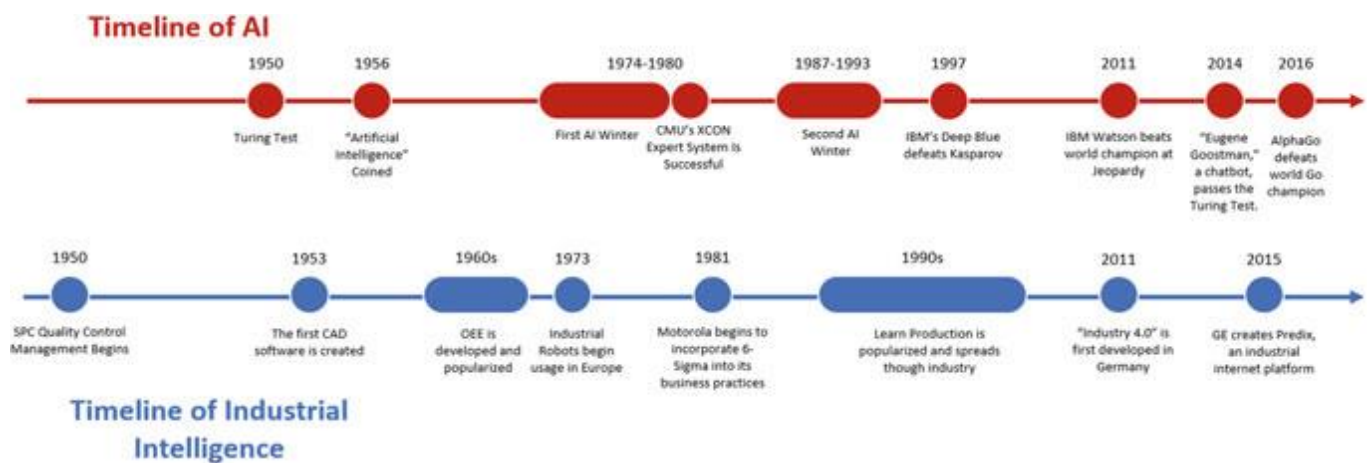 Timeline of AI
1950
1956
1974-1980
1987-1993
1997
2011
2014
2016
Turing Test
"Artificial
Intelligence"
Coined
First AI Winter
CMU's XCON
Expert System is
Successful
Second AI
Winter
IBM's Deep Blue
defeats Kasparov
IBM Watson beats
world champion at
Jeopardy
"Eugene
Goostman,"
a chatbot,
passes the
Turing Test.
AlphaGo
defeats
world Go
champion
1950
1953
1960s
1973
1981
1990s
2011
2015
SPC Quality Control
Management Begins
The first CAD
software is created
OEE is
developed and
popularized
Industrial
Robots begin
usage in Europe
Motorola begins to
incorporate 6-
Sigma into its
business practices
Learn Production is
popularized and spreads
though industry
"Industry 4.0" is
first developed in
Germany
GE creates Predix,
an industrial
internet platform
Timeline of Industrial
Intelligence